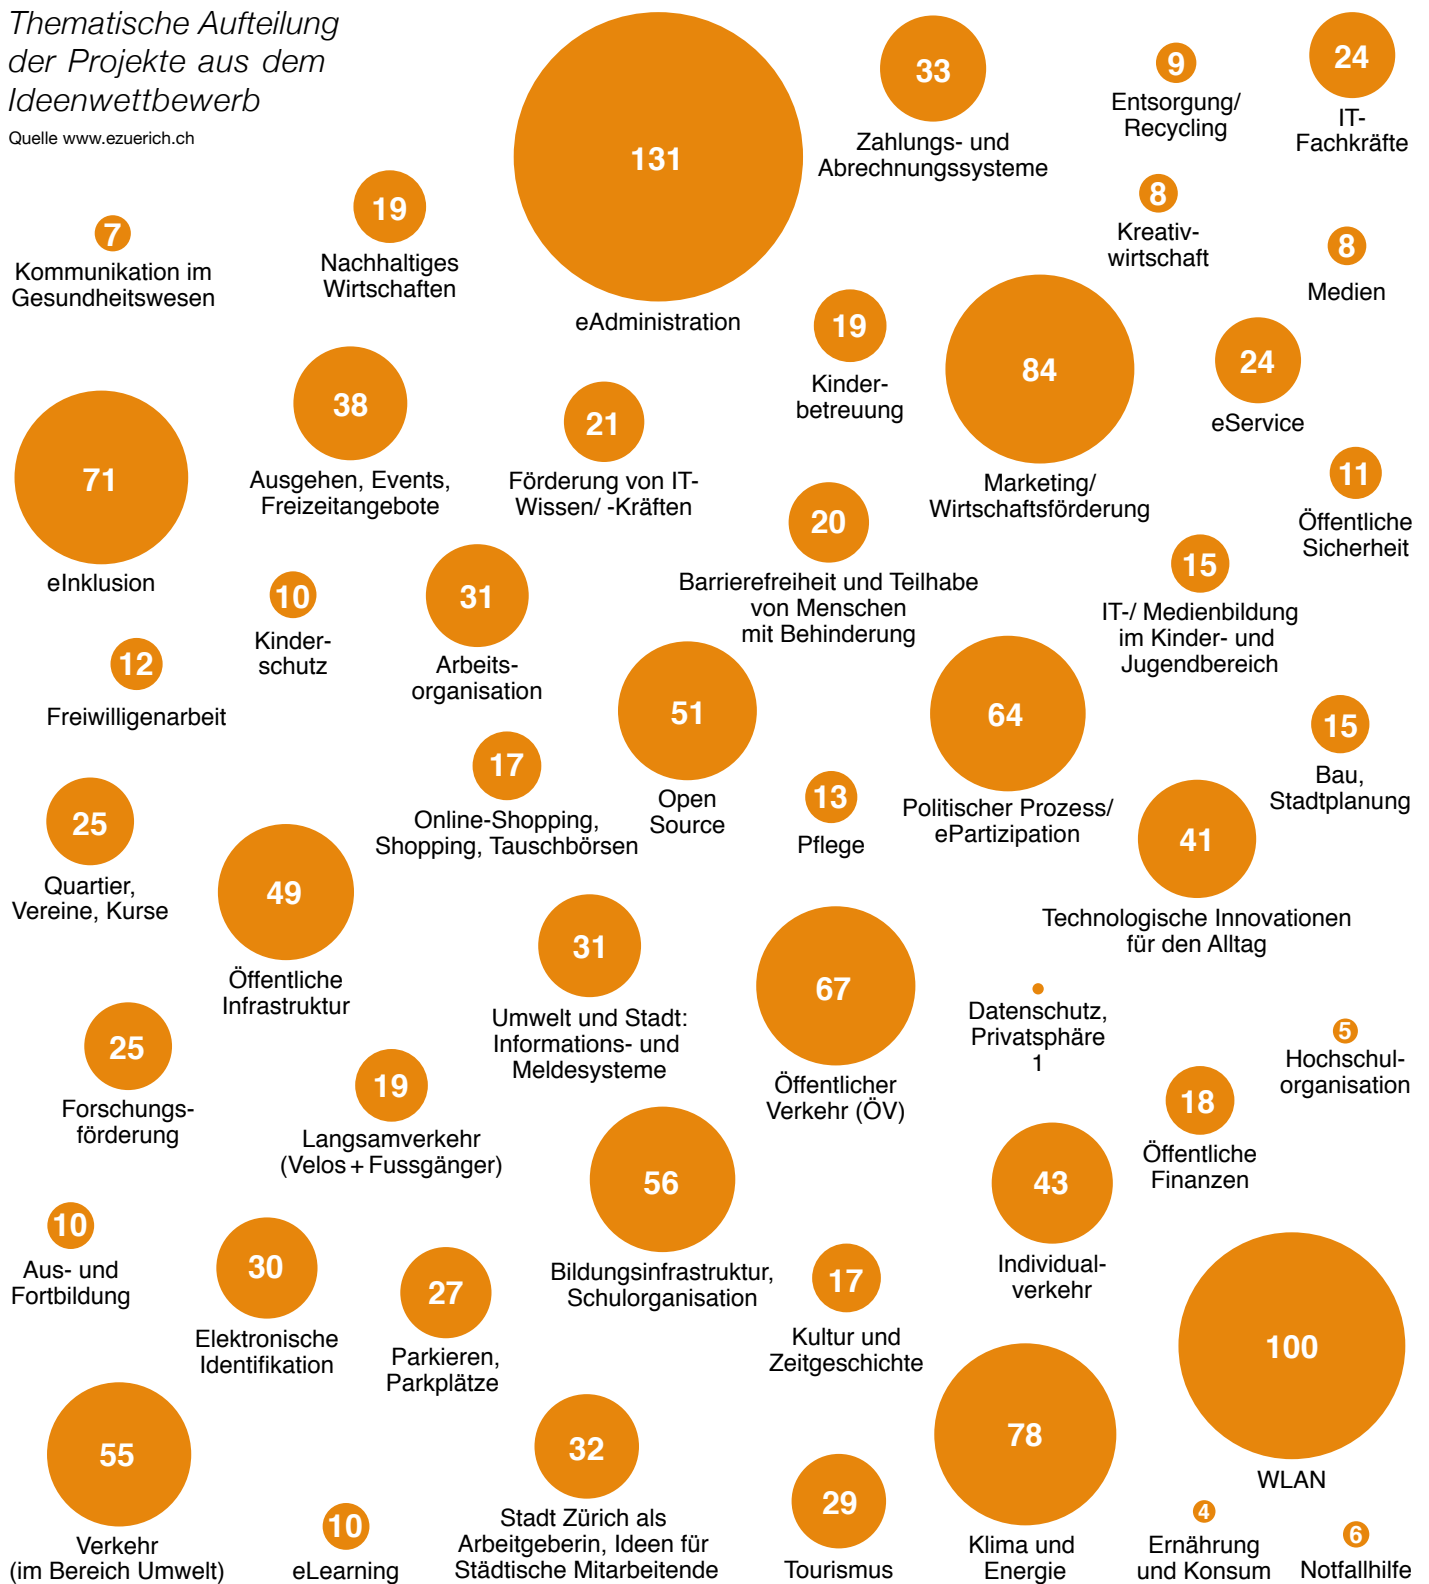 Thematische Aufteilung
der Projekte aus dem
Ideenwettbewerb
Quelle www.ezuerich.ch
131
eAdministration
33
Zahlungs- und
Abrechnungssysteme
9
Entsorgung/
Recycling
24
IT-
Fachkräfte
7
Kommunikation im
Gesundheitswesen
19
Nachhaltiges
Wirtschaften
8
Kreativ-
wirtschaft
8
Medien
19
Kinder-
betreuung
84
Marketing/
Wirtschaftsförderung
24
eService
71
eInklusion
38
Ausgehen, Events,
Freizeitangebote
21
Förderung von IT-
Wissen/ -Kräften
20
Barrierefreiheit und Teilhabe
von Menschen
mit Behinderung
11
Öffentliche
Sicherheit
10
Kinder-
schutz
31
Arbeits-
organisation
15
IT-/ Medienbildung
im Kinder- und
Jugendbereich
12
Freiwilligenarbeit
51
Open
Source
64
Politischer Prozess/
ePartizipation
15
Bau,
Stadtplanung
17
Online-Shopping,
Shopping, Tauschbörsen
13
Pflege
41
Technologische Innovationen
für den Alltag
25
Quartier,
Vereine, Kurse
49
Öffentliche
Infrastruktur
31
Umwelt und Stadt:
Informations- und
Meldesysteme
67
Öffentlicher
Verkehr (ÖV)
Datenschutz,
Privatsphäre
1
5
Hochschul-
organisation
25
Forschungs-
förderung
19
Langsamverkehr
(Velos + Fussgänger)
56
Bildungsinfrastruktur,
Schulorganisation
18
Öffentliche
Finanzen
43
Individual-
verkehr
10
Aus- und
Fortbildung
30
Elektronische
Identifikation
27
Parkieren,
Parkplätze
17
Kultur und
Zeitgeschichte
100
WLAN
55
Verkehr
(im Bereich Umwelt)
10
eLearning
32
Stadt Zürich als
Arbeitgeberin, Ideen für
Städtische Mitarbeitende
29
Tourismus
78
Klima und
Energie
4
Ernährung
und Konsum
6
Notfallhilfe